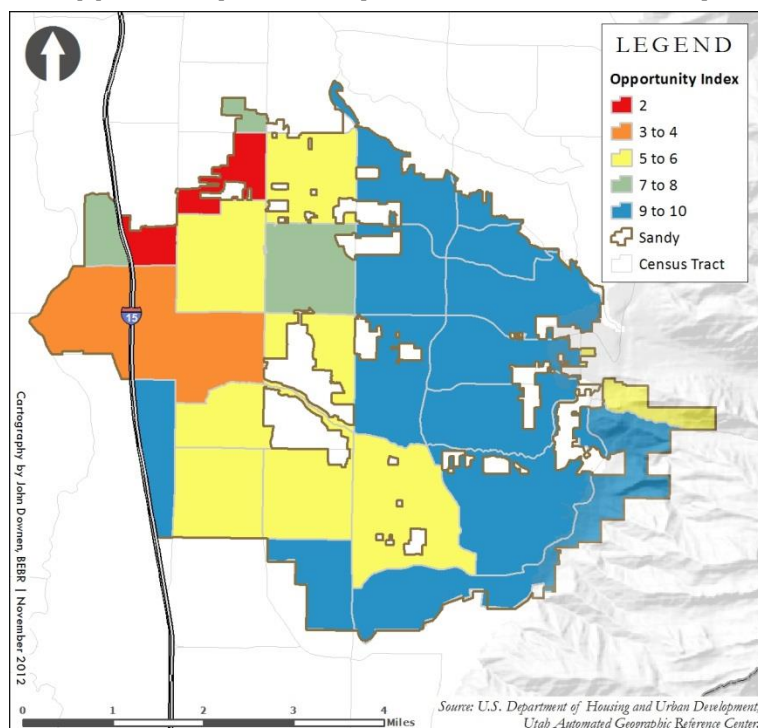 LEGEND
Opportunity Index
2
3 to 4
5 to 6
7 to 8
9 to 10
Sandy
Census Tract
15
Cartography by John Downen, BEBR | November 2012
0 1 2 3 4
Miles
Source: U.S. Department of Housing and Urban Development,
Utah Automated Geographic Reference Center